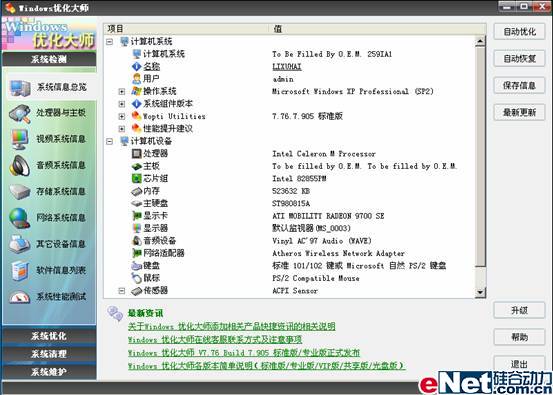 Windows优化大师
Windows
优化大师
系统检测
系统信息总览
处理器与主板
视频系统信息
音频系统信息
存储系统信息
网络系统信息
其它设备信息
软件信息列表
系统性能测试
系统优化
系统清理
系统维护
项目 值
计算机系统
计算机系统 To Be Filled By O.E.M. 259IA1
名称 LIXUHAI
用户 admin
操作系统 Microsoft Windows XP Professional (SP2)
系统组件版本
Wopti Utilities 7.76.7.905 标准版
性能提升建议
计算机设备
处理器 Intel Celeron M Processor
主板 To be filled by O.E.M. To be filled by O.E.M.
芯片组 Intel 82855PM
内存 523632 KB
主硬盘 ST980815A
显示卡 ATI MOBILITY RADEON 9700 SE
显示器 默认监视器(MS_0003)
音频设备 Vinyl AC'97 Audio (WAVE)
网络适配器 Atheros Wireless Network Adapter
键盘 标准 101/102 键或 Microsoft 自然 PS/2 键盘
鼠标 PS/2 Compatible Mouse
传感器 ACPI Sensor
最新资讯
关于Windows 优化大师添加相关产品快捷资讯的相关说明
Windows 优化大师在线客服联系方式及注意事项
Windows 优化大师 V7.76 Build 7.905 标准版/专业版正式发布
Windows 优化大师各版本简单说明(标准版/专业版/VIP版/共享版/光盘版)
自动优化
自动恢复
保存信息
最新更新
升级
帮助
退出
eNet硅谷动力
.com.cn